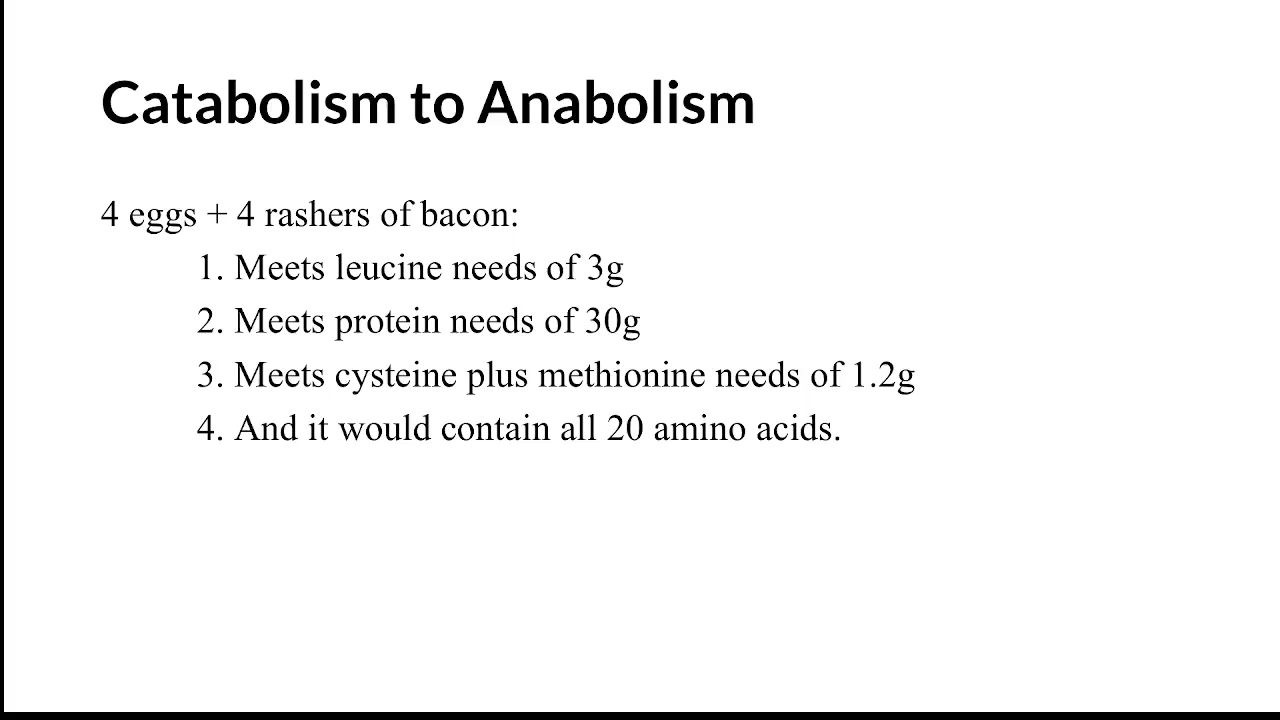 Catabolism to Anabolism
4 eggs + 4 rashers of bacon:
1. Meets leucine needs of 3g
2. Meets protein needs of 30g
3. Meets cysteine plus methionine needs of 1.2g
4. And it would contain all 20 amino acids.